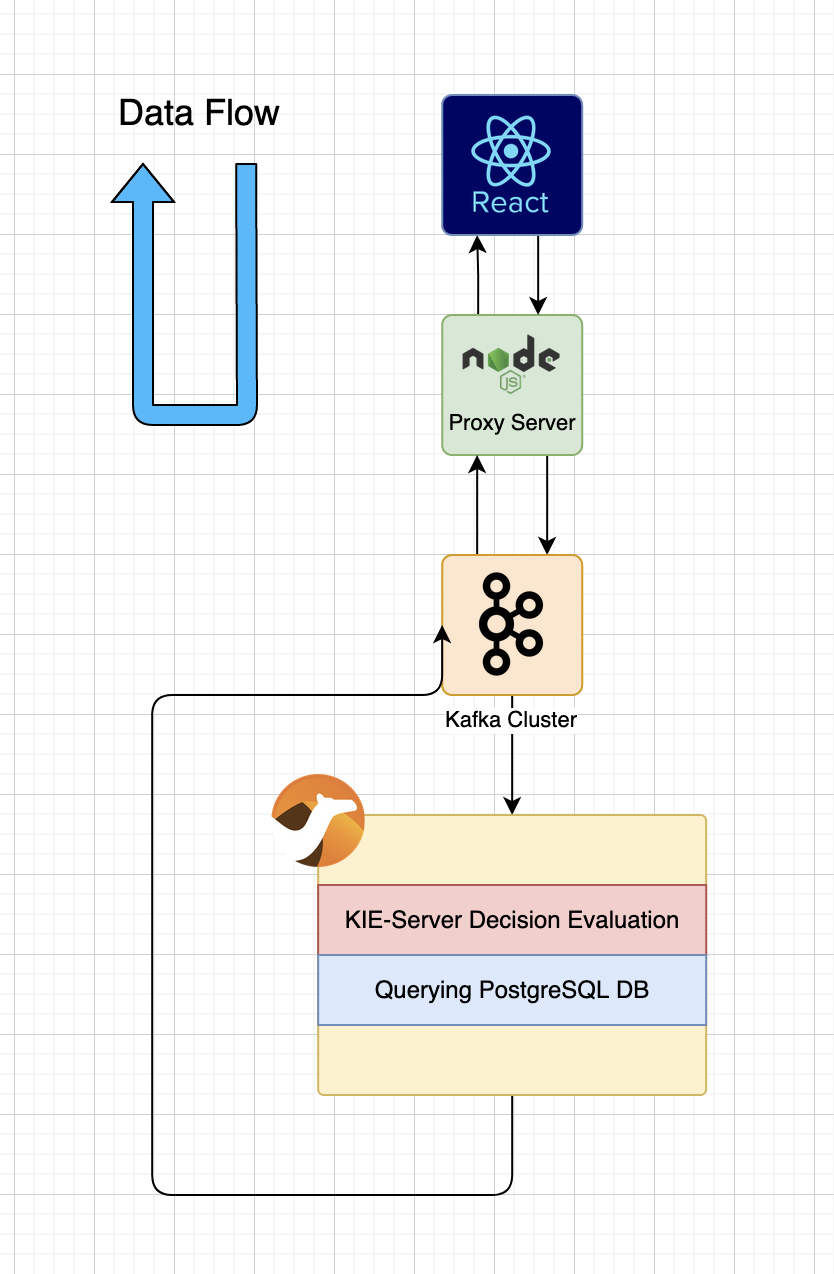 Data Flow
React
node
JS
Proxy Server
Kafka Cluster
KIE-Server Decision Evaluation
Querying PostgreSQL DB